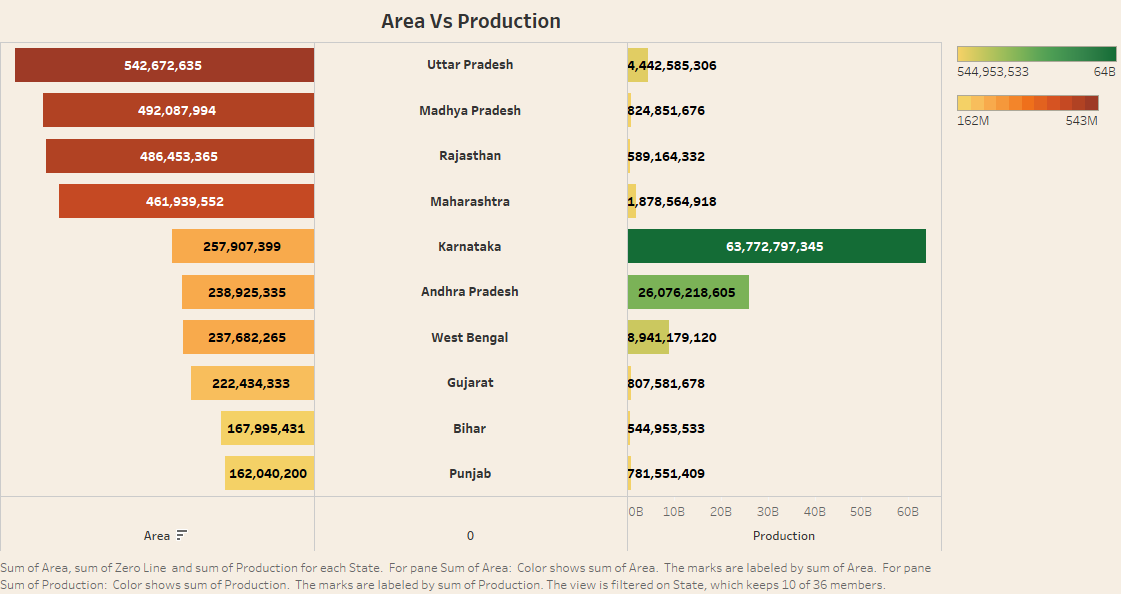 Area Vs Production
542,672,635 Uttar Pradesh 4,442,585,306
492,087,994 Madhya Pradesh 824,851,676
486,453,365 Rajasthan 589,164,332
461,939,552 Maharashtra 1,878,564,918
257,907,399 Karnataka 63,772,797,345
238,925,335 Andhra Pradesh 26,076,218,605
237,682,265 West Bengal 8,941,179,120
222,434,333 Gujarat 807,581,678
167,995,431 Bihar 544,953,533
162,040,200 Punjab 781,551,409
0B 10B 20B 30B 40B 50B 60B
Area 0 Production
544,953,533 64B
162M 543M
Sum of Area, sum of Zero Line and sum of Production for each State. For pane Sum of Area: Color shows sum of Area. The marks are labeled by sum of Area. For pane
Sum of Production: Color shows sum of Production. The marks are labeled by sum of Production. The view is filtered on State, which keeps 10 of 36 members.